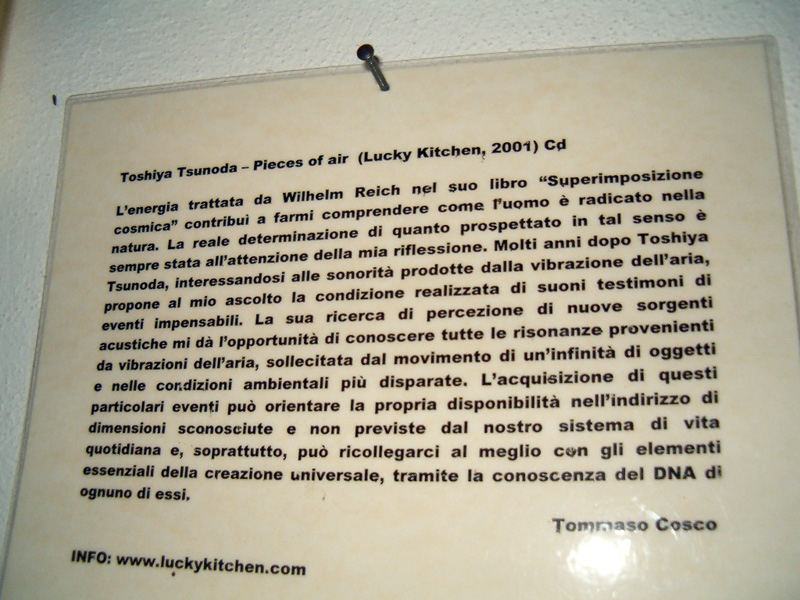 Toshiya Tsunoda – Pieces of air (Lucky Kitchen, 2001) Cd
L'energia trattata da Wilhelm Reich nel suo libro “Superimposizione
cosmica” contribuì a farmi comprendere come l'uomo è radicato nella
natura. La reale determinazione di quanto prospettato in tal senso è
sempre stata all'attenzione della mia riflessione. Molti anni dopo Toshiya
Tsunoda, interessandosi alle sonorità prodotte dalla vibrazione dell'aria,
propone al mio ascolto la condizione realizzata di suoni testimoni di
eventi impensabili. La sua ricerca di percezione di nuove sorgenti
acustiche mi dà l'opportunità di conoscere tutte le risonanze provenienti
da vibrazioni dell'aria, sollecitata dal movimento di un'infinità di oggetti
e nelle condizioni ambientali più disparate. L'acquisizione di questi
particolari eventi può orientare la propria disponibilità nell'indirizzo di
dimensioni sconosciute e non previste dal nostro sistema di vita
quotidiana e, soprattutto, può ricollegarci al meglio con gli elementi
essenziali della creazione universale, tramite la conoscenza del DNA di
ognuno di essi.
Tommaso Cosco
INFO: www.luckykitchen.com